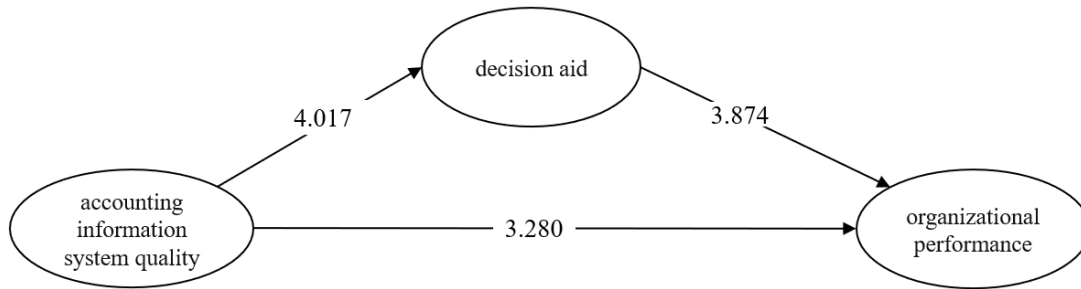 decision aid
4.017
3.874
accounting
information
system quality
3.280
organizational
performance